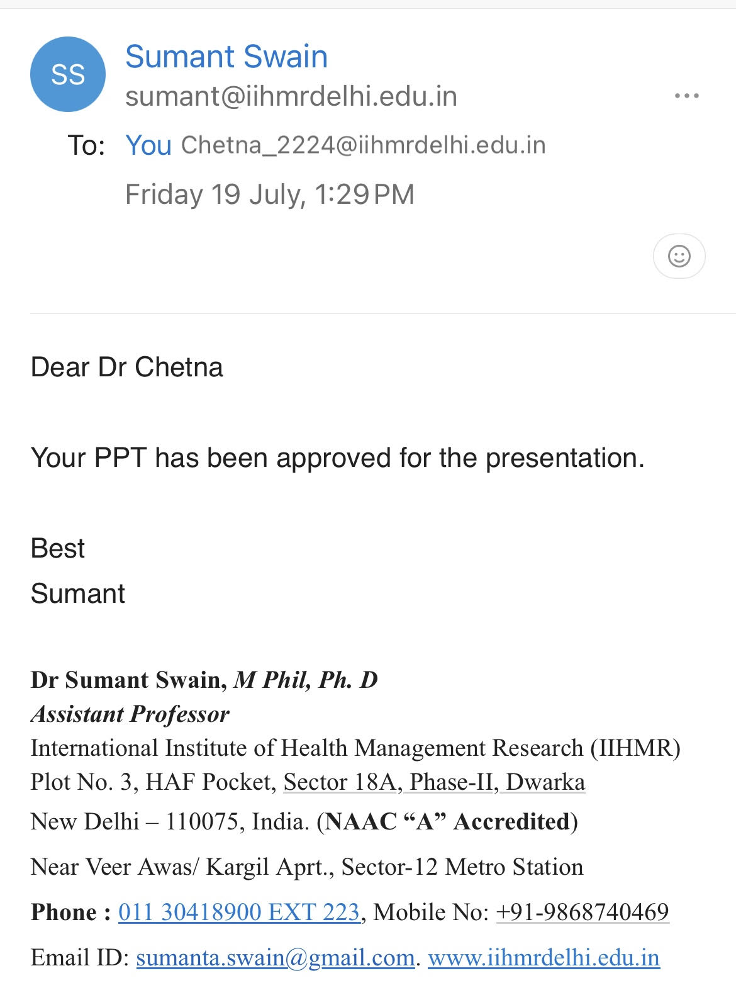 SS
Sumant Swain
sumant@iihmrdelhi.edu.in
To: You Chetna_2224@iihmrdelhi.edu.in
Friday 19 July, 1:29 PM
Dear Dr Chetna
Your PPT has been approved for the presentation.
Best
Sumant
Dr Sumant Swain, M Phil, Ph. D
Assistant Professor
International Institute of Health Management Research (IIHMR)
Plot No. 3, HAF Pocket, Sector 18A, Phase-II, Dwarka
New Delhi – 110075, India. (NAAC “A” Accredited)
Near Veer Awas/ Kargil Aprt., Sector-12 Metro Station
Phone : 011 30418900 EXT 223, Mobile No: +91-9868740469
Email ID: sumanta.swain@gmail.com. www.iihmrdelhi.edu.in